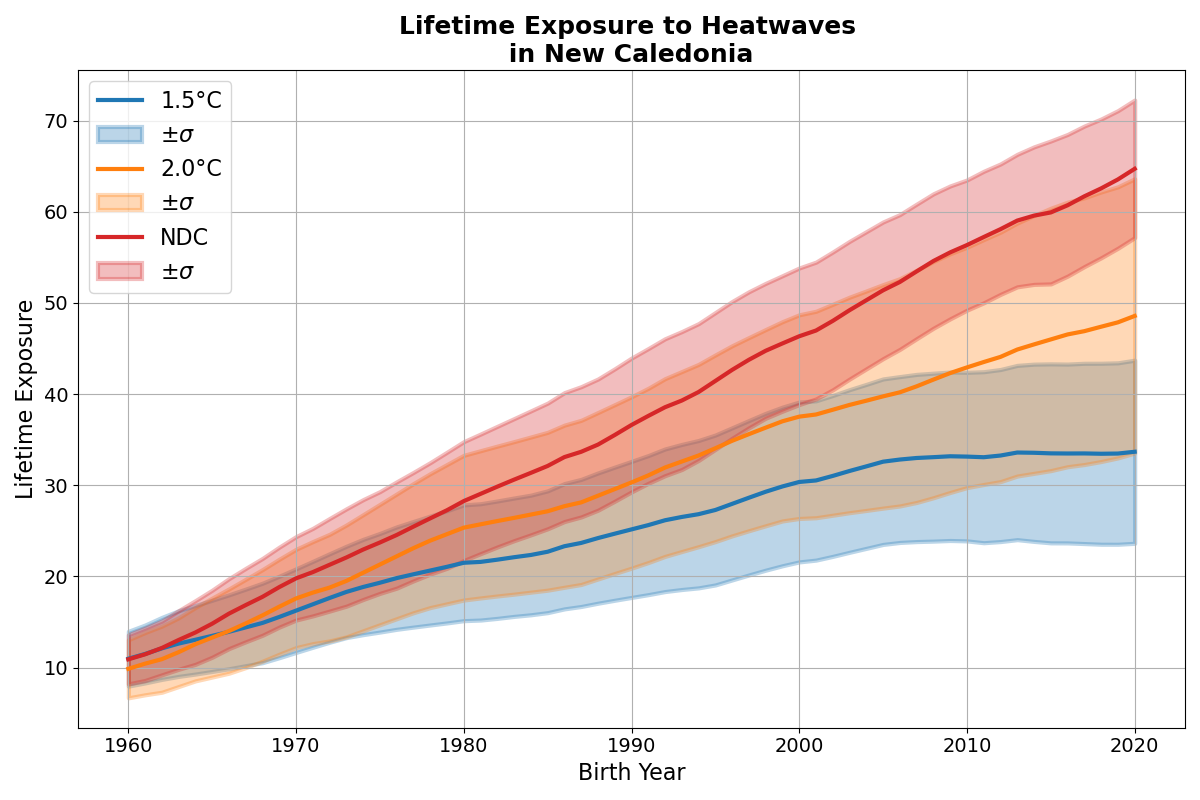 Lifetime Exposure to Heatwaves
in New Caledonia
1.5°C
±σ
2.0°C
±σ
NDC
±σ
Lifetime Exposure
70
60
50
40
30
20
10
1960 1970 1980 1990 2000 2010 2020
Birth Year